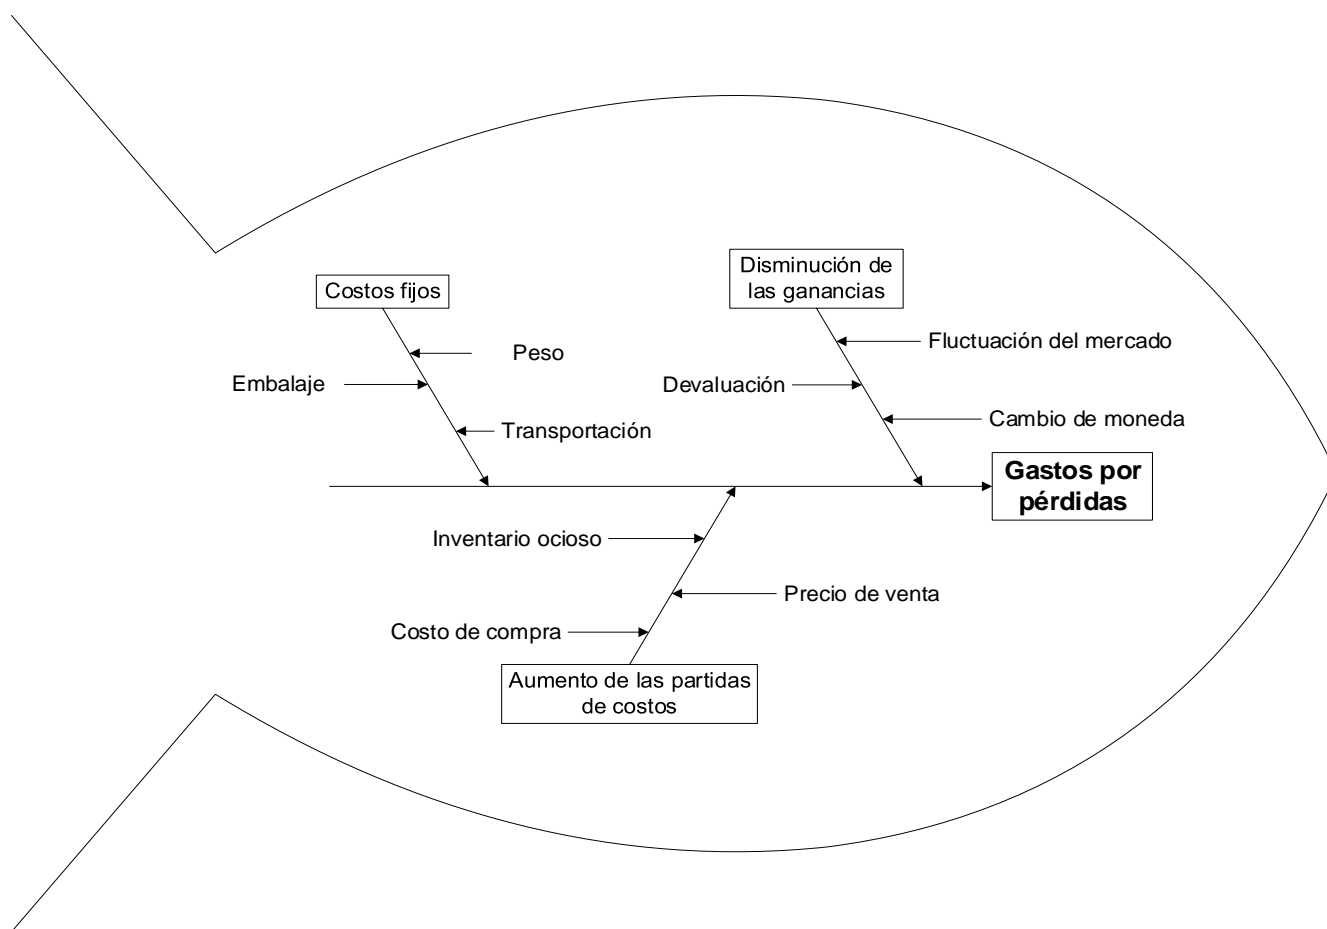 Disminución de
las ganancias
Costos fijos
Fluctuación del mercado
Peso
Embalaje
Devaluación
Cambio de moneda
Transportación
Gastos por
pérdidas
Inventario ocioso
Precio de venta
Costo de compra
Aumento de las partidas
de costos